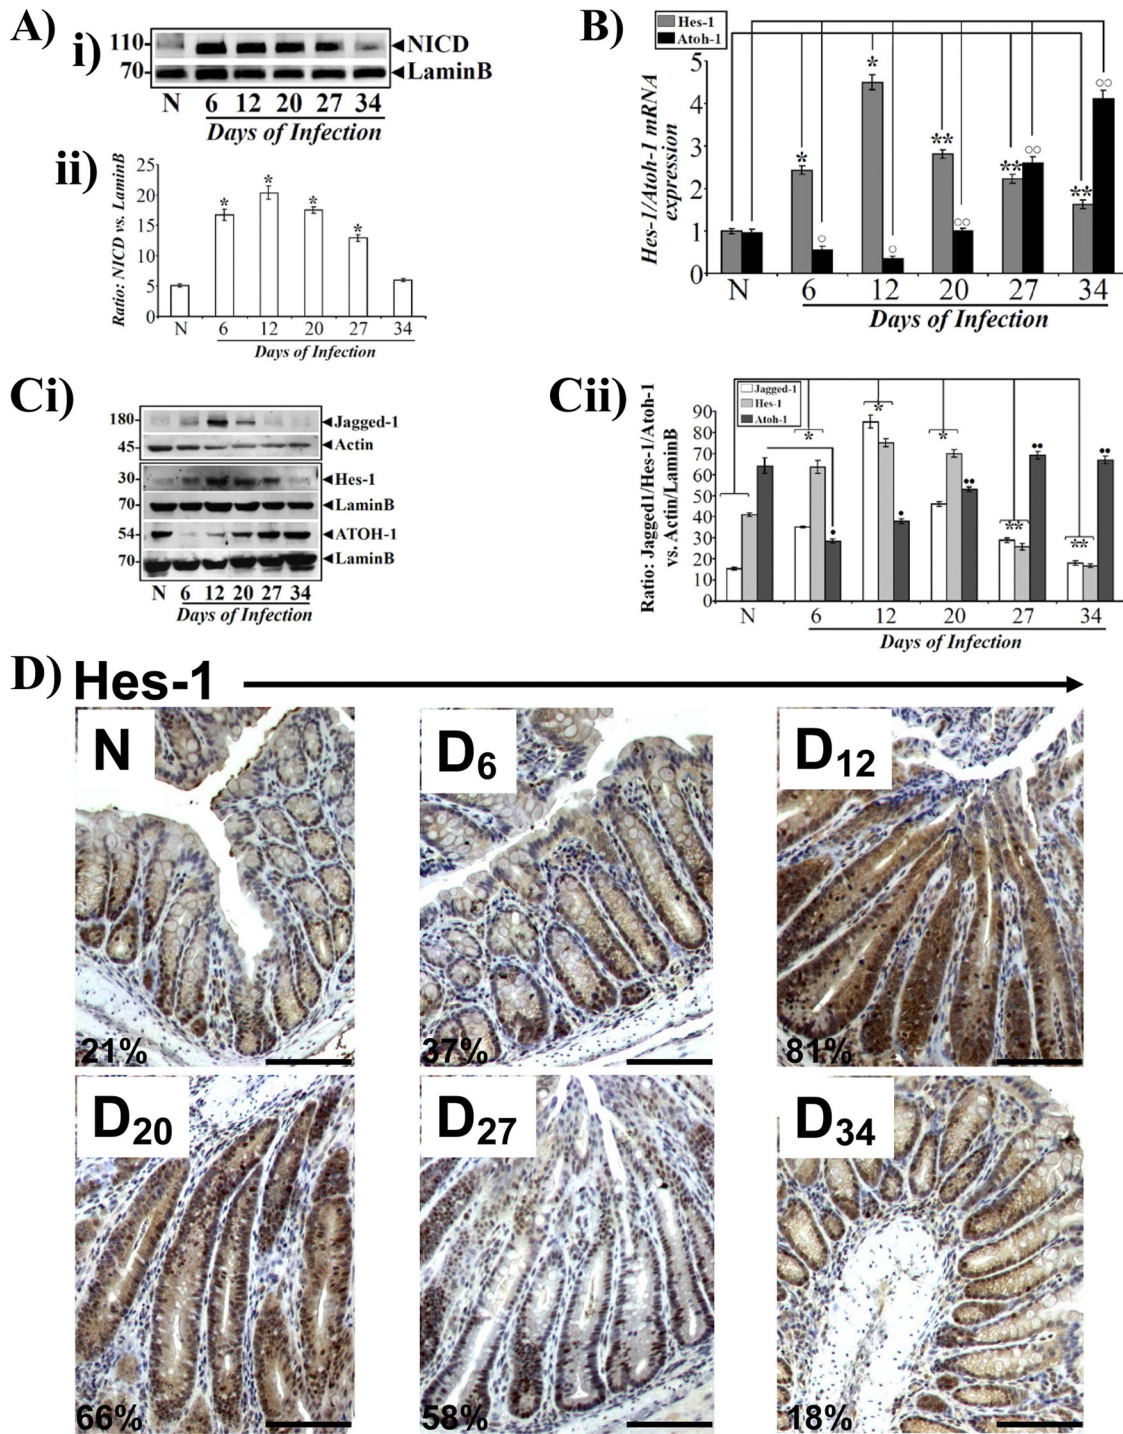 A)
i)
110
NICD
70
LaminB
N 6 12 20 27 34
Days of Infection
ii)
Ratio: NICD vs. LaminB
25
20
15
10
5
0
* * * *
N 6 12 20 27 34
Days of Infection
B)
Hes-1
Atoh-1
Hes-1/Atoh-1 mRNA
expression
5
4
3
2
1
0
* * ** ** **
○ ○ ○○ ○○ ○○
N 6 12 20 27 34
Days of Infection
Ci)
180
Jagged-1
45
Actin
30
Hes-1
70
LaminB
54
ATOH-1
70
LaminB
N 6 12 20 27 34
Days of Infection
Cii)
Jagged-1
Hes-1
Atoh-1
Ratio: Jagged1/Hes-1/Atoh-1
vs. Actin/LaminB
90
80
70
60
50
40
30
20
10
0
* * * ** **
• • •• •• ••
N 6 12 20 27 34
Days of Infection
D) Hes-1
N D6 D12
21% 37% 81%
D20 D27 D34
66% 58% 18%